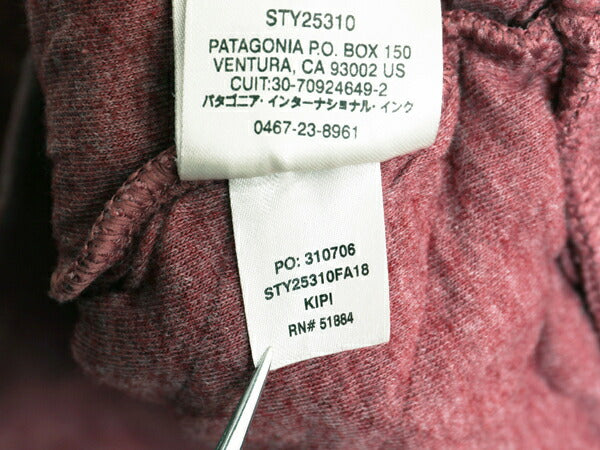 STY25310
PATAGONIA P.O. BOX 150
VENTURA, CA 93002 US
CUIT:30-70924649-2
パタゴニア・インターナショナル・インク
0467-23-8961
PO: 310706
STY25310FA18
KIPI
RN# 51884